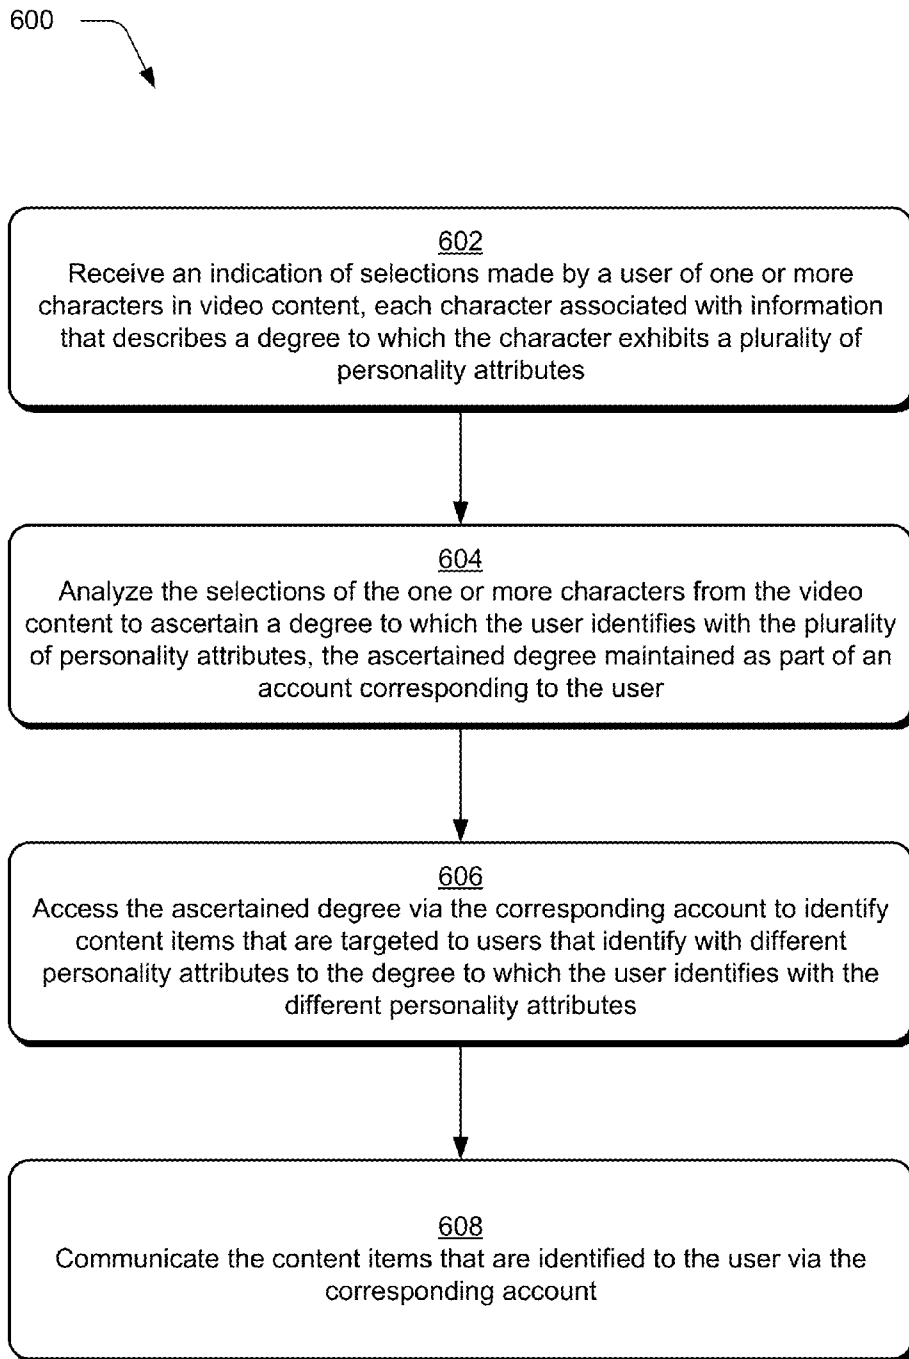 600
602
Receive an indication of selections made by a user of one or more
characters in video content, each character associated with information
that describes a degree to which the character exhibits a plurality of
personality attributes
604
Analyze the selections of the one or more characters from the video
content to ascertain a degree to which the user identifies with the plurality
of personality attributes, the ascertained degree maintained as part of an
account corresponding to the user
606
Access the ascertained degree via the corresponding account to identify
content items that are targeted to users that identify with different
personality attributes to the degree to which the user identifies with the
different personality attributes
608
Communicate the content items that are identified to the user via the
corresponding account